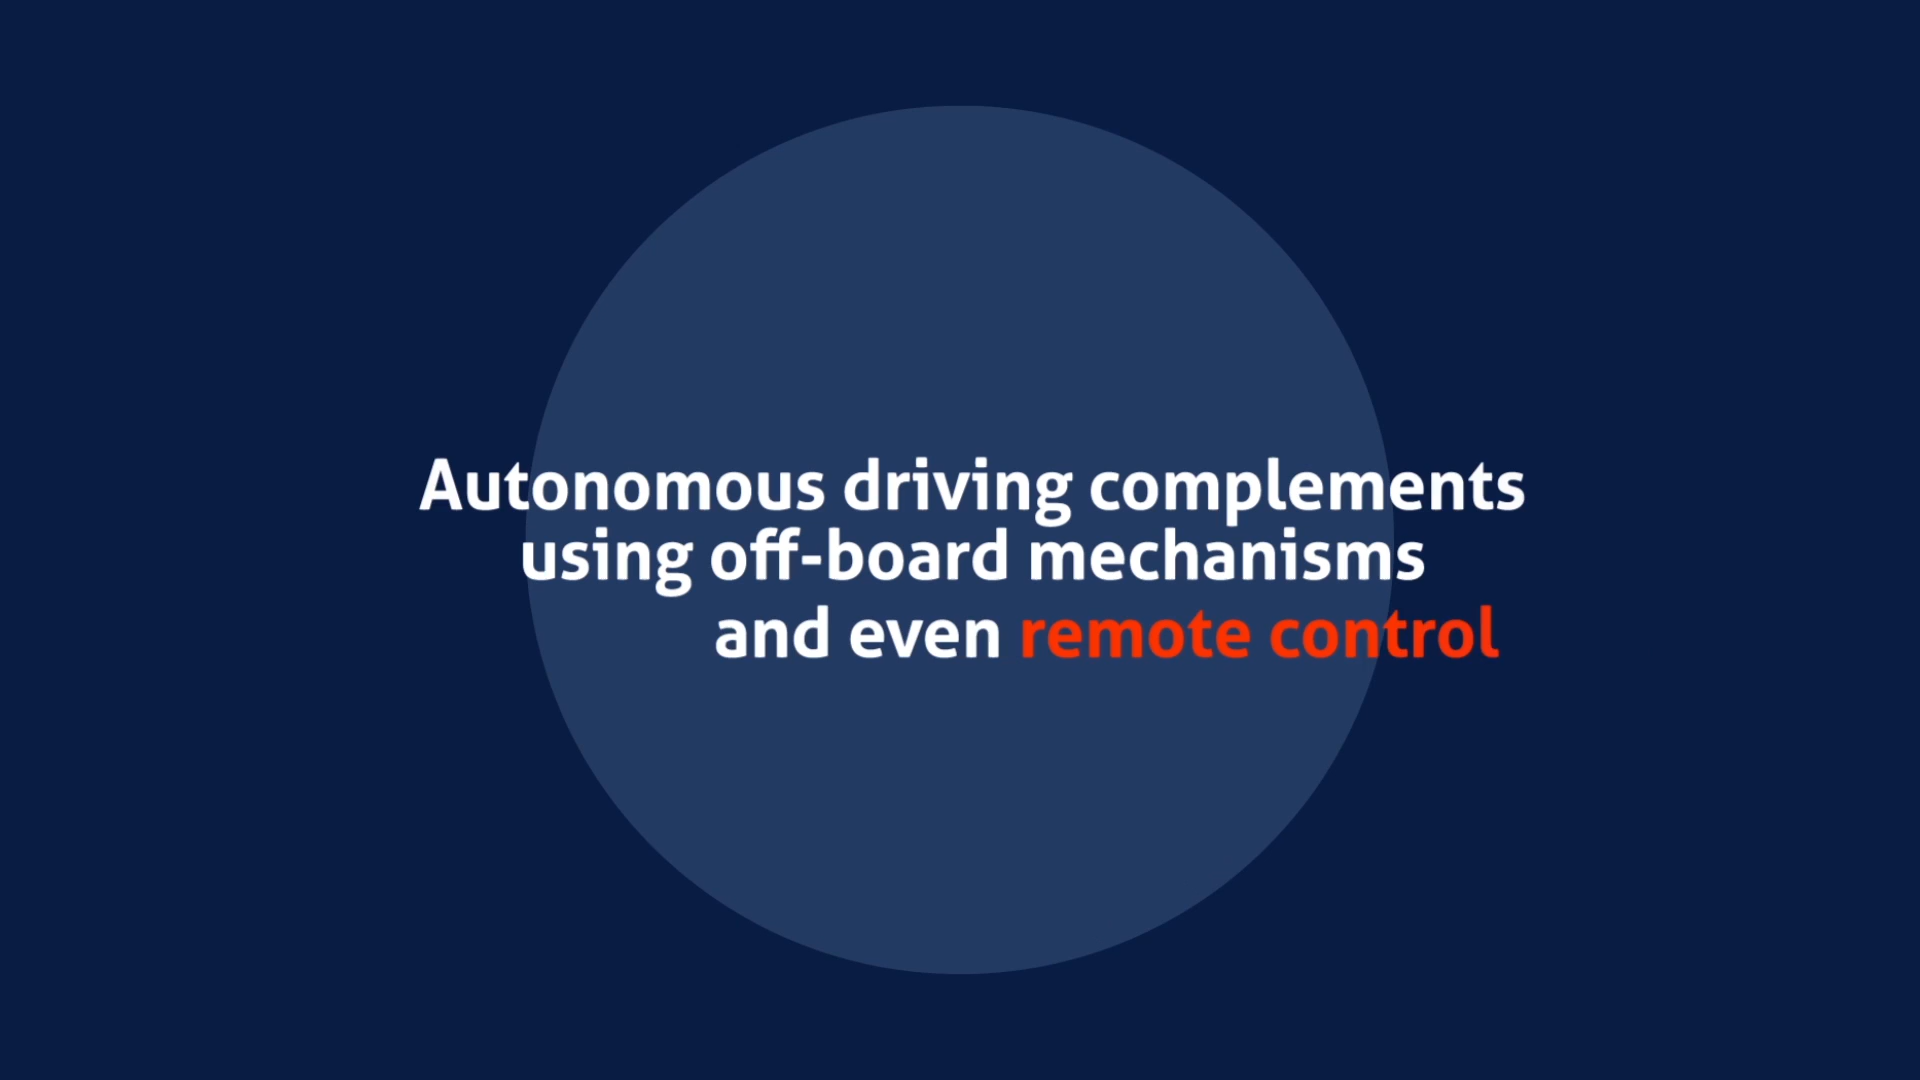 Autonomous driving complements
using off-board mechanisms
and even remote control